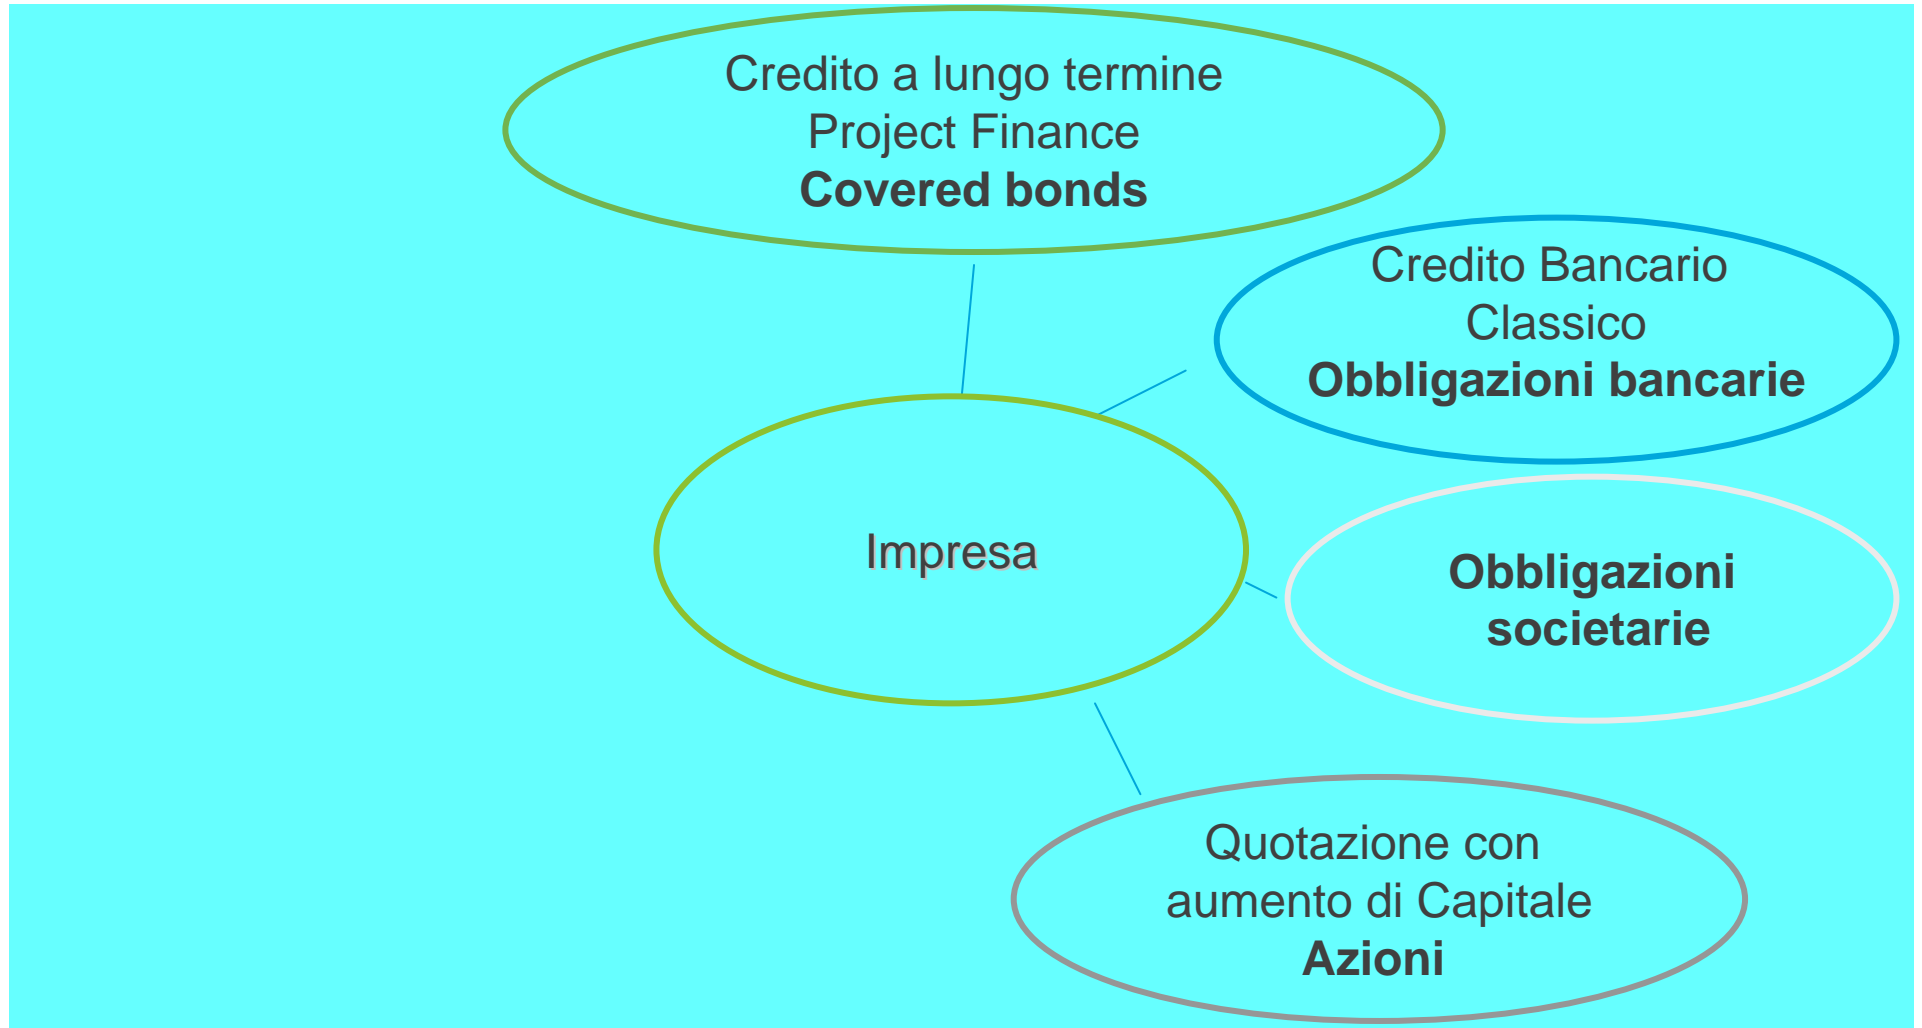 Credito a lungo termine
Project Finance
Covered bonds
Credito Bancario
Classico
Obbligazioni bancarie
Impresa
Obbligazioni
societarie
Quotazione con
aumento di Capitale
Azioni